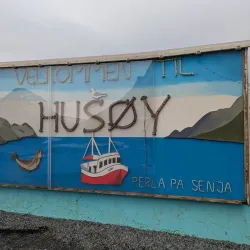 VELKOMMEN TIL
HUSØY
PERLA PÅ SENJA